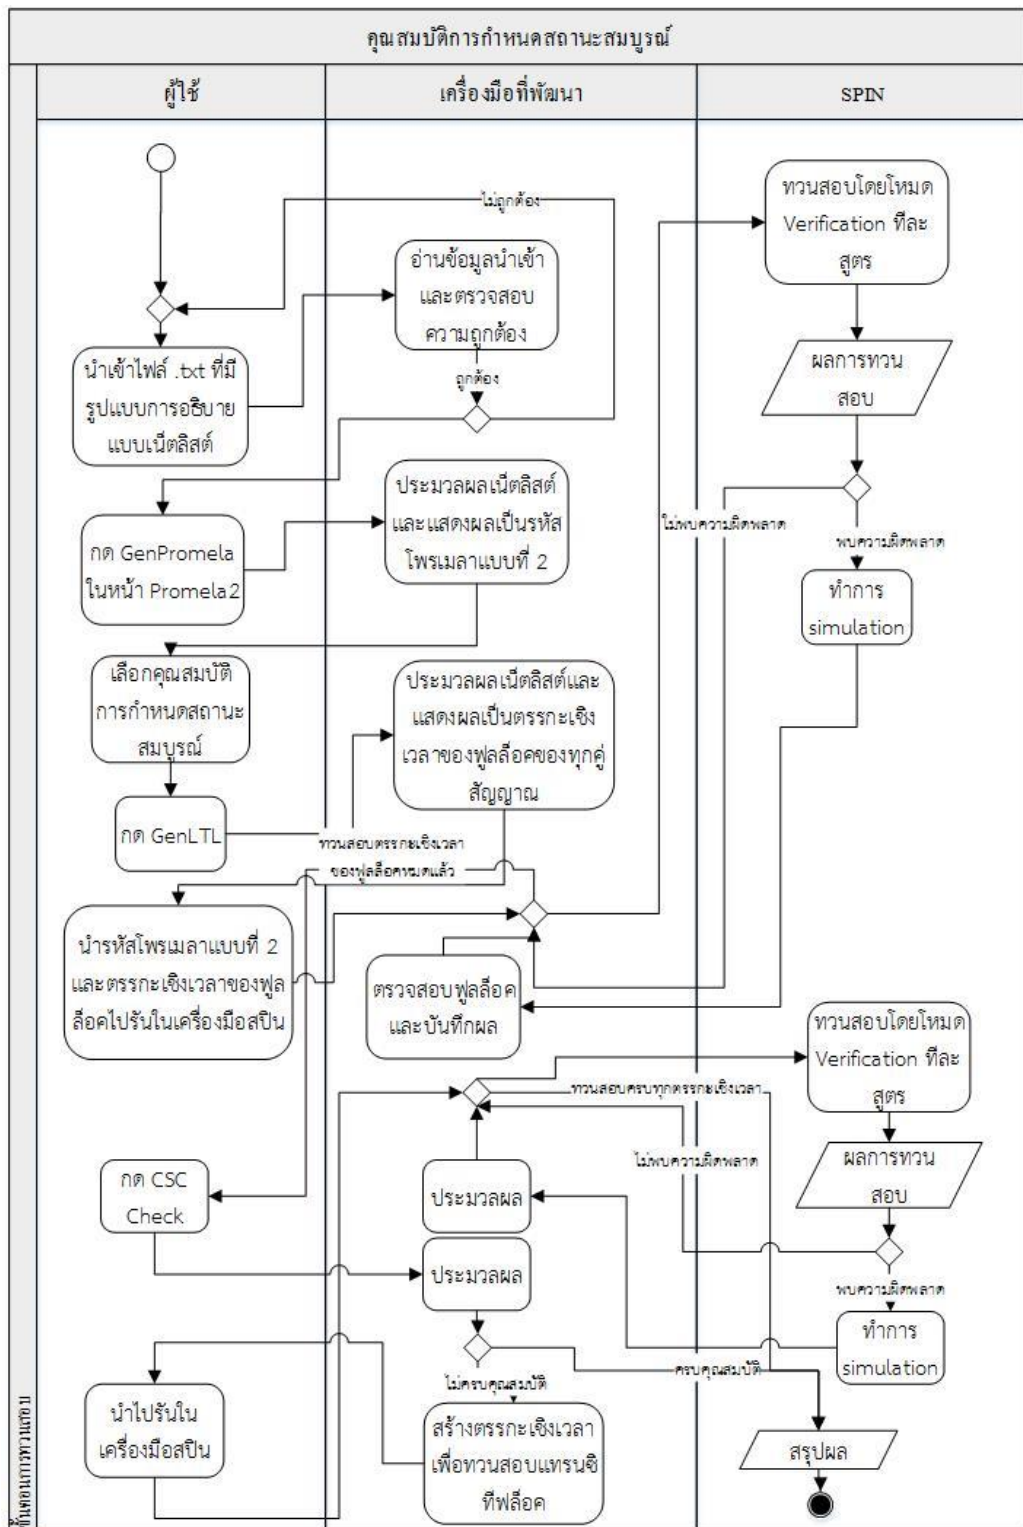 คุณสมบัติการกำหนดสถานะสมบูรณ์
ผู้ใช้
เครื่องมือที่พัฒนา
SPIN
ไม่ถูกต้อง
ทวนสอบโดยโหมด
Verification ทีละ
สูตร
อ่านข้อมูลนำเข้า
และตรวจสอบ
ความถูกต้อง
นำเข้าไฟล์ .txt ที่มี
รูปแบบการอธิบาย
แบบเน็ตลิสต์
ถูกต้อง
ผลการทวน
สอบ
กด GenPromela
ในหน้า Promela2
ประมวลผลเน็ตลิสต์
และแสดงผลเป็นรหัส
โพรเมลาแบบที่ 2
ไม่พบความผิดพลาด
พบความผิดพลาด
ทำการ
simulation
เลือกคุณสมบัติ
การกำหนดสถานะ
สมบูรณ์
ประมวลผลเน็ตลิสต์และ
แสดงผลเป็นตรรกะเชิง
เวลาของฟูลล็อคของทุกคู่
สัญญาณ
กด GenLTL
ทวนสอบตรรกะเชิงเวลา
ของฟูลล็อคหมดแล้ว
นำรหัสโพรเมลาแบบที่ 2
และตรรกะเชิงเวลาของฟูล
ล็อคไปรันในเครื่องมือสปิน
ตรวจสอบฟูลล็อค
และบันทึกผล
ทวนสอบโดยโหมด
Verification ทีละ
สูตร
ทวนสอบครบทุกตรรกะเชิงเวลา
ไม่พบความผิดพลาด
ผลการทวน
สอบ
กด CSC
Check
ประมวลผล
ประมวลผล
พบความผิดพลาด
ทำการ
simulation
ครบคุณสมบัติ
ไม่ครบคุณสมบัติ
นำไปรันใน
เครื่องมือสปิน
สร้างตรรกะเชิงเวลา
เพื่อทวนสอบแทรนซิ
ทีฟล็อค
สรุปผล
ขั้นตอนการทวนสอบ